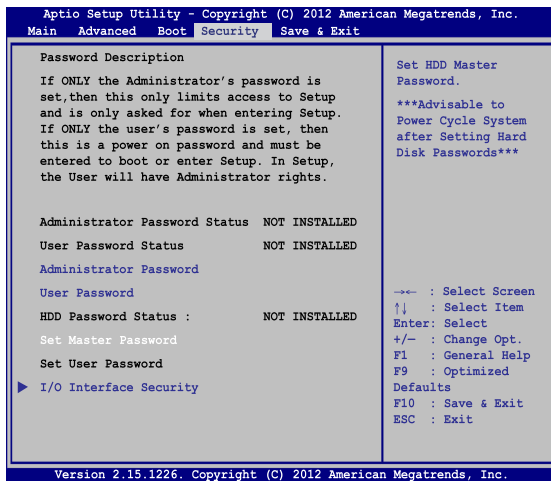 Aptio Setup Utility - Copyright (C) 2012 American Megatrends, Inc.
Main Advanced Boot Security Save & Exit
Password Description
If ONLY the Administrator's password is
set,then this only limits access to Setup
and is only asked for when entering Setup.
If ONLY the user's password is set, then
this is a power on password and must be
entered to boot or enter Setup. In Setup,
the User will have Administrator rights.
Administrator Password Status NOT INSTALLED
User Password Status NOT INSTALLED
Administrator Password
User Password
HDD Password Status : NOT INSTALLED
Set Master Password
Set User Password
I/O Interface Security
Set HDD Master
Password.
***Advisable to
Power Cycle System
after Setting Hard
Disk Passwords***
→← : Select Screen
↑↓ : Select Item
Enter: Select
+/— : Change Opt.
F1 : General Help
F9 : Optimized
Defaults
F10 : Save & Exit
ESC : Exit
Version 2.15.1226. Copyright (C) 2012 American Megatrends, Inc.